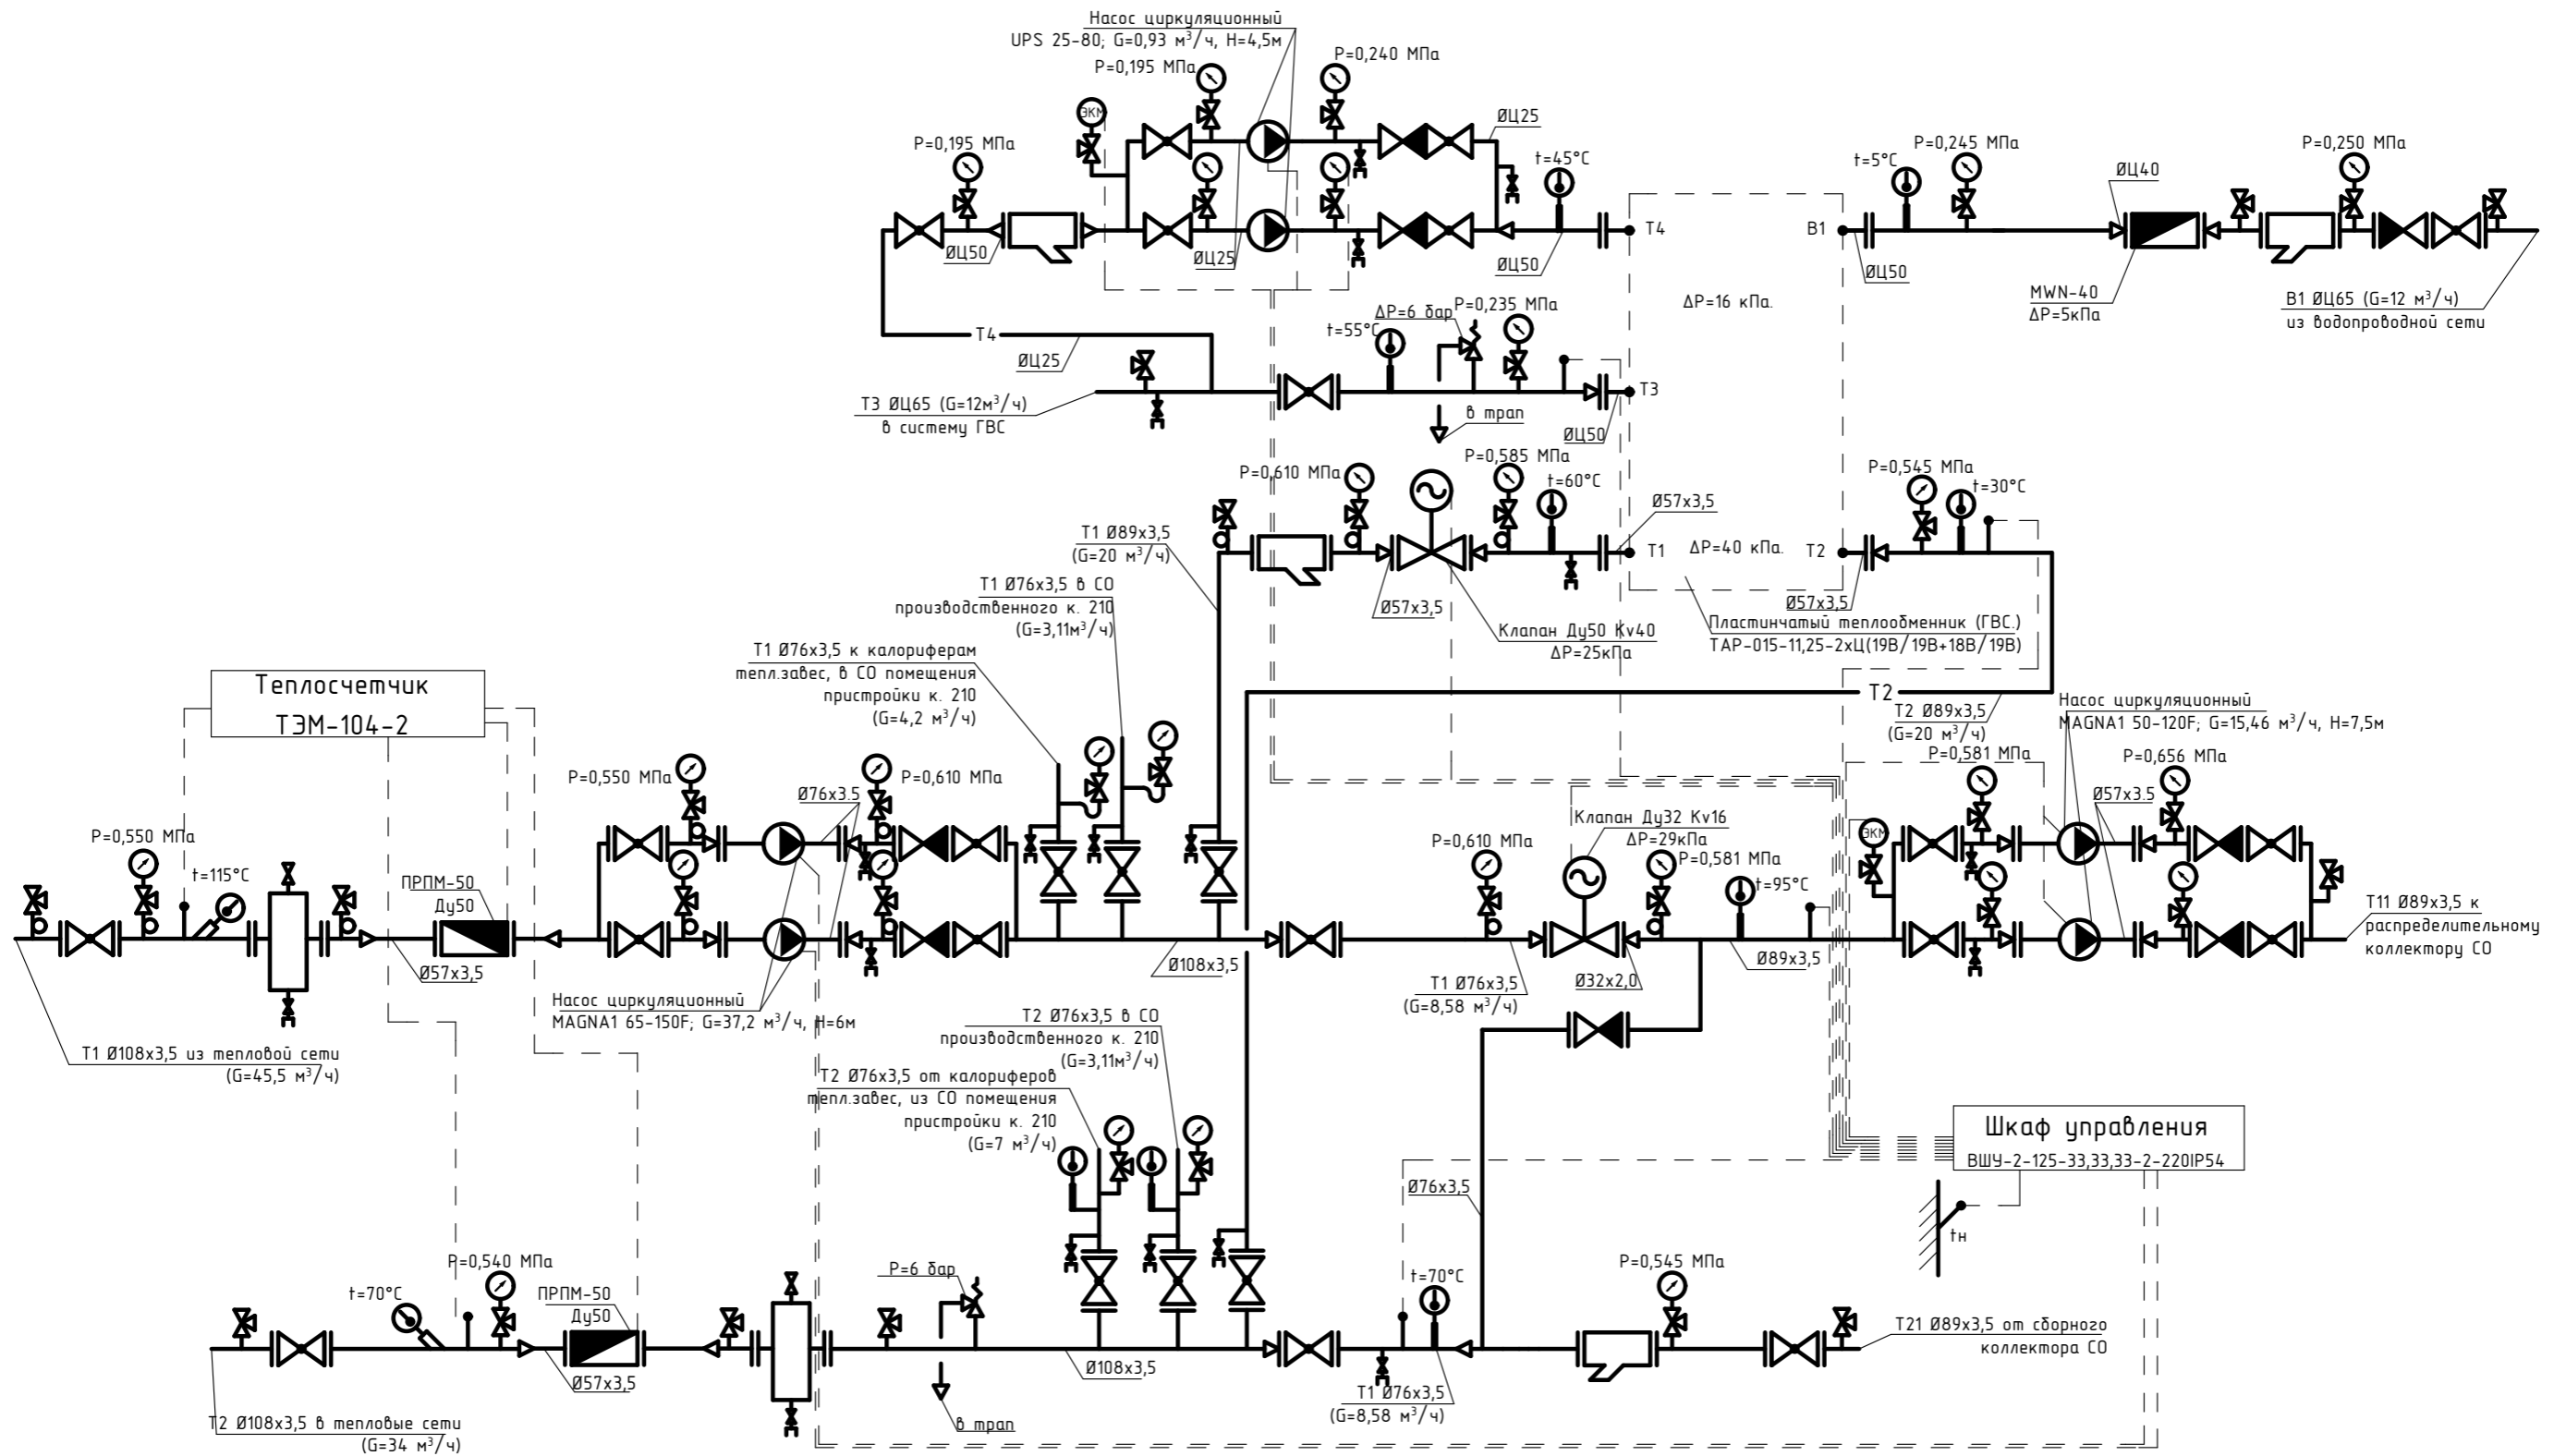 Насос циркуляционный
UPS 25-80; G=0,93 м³/ч, Н=4,5м
P=0,195 МПа
P=0,240 МПа
ЭКМ
P=0,195 МПа
ØЦ25
t=45°C
t=5°C
P=0,245 МПа
P=0,250 МПа
ØЦ40
ØЦ50
ØЦ25
ØЦ50
T4
B1
ØЦ50
MWN-40
ΔP=5кПа
B1 ØЦ65 (G=12 м³/ч)
из водопроводной сети
ΔP=16 кПа.
T4
ØЦ25
t=55°C
ΔP=6 бар
P=0,235 МПа
T3
T3 ØЦ65 (G=12м³/ч)
в систему ГВС
в трап
ØЦ50
P=0,610 МПа
P=0,585 МПа
t=60°C
Ø57x3,5
P=0,545 МПа
t=30°C
T1 Ø89x3,5
(G=20 м³/ч)
T1
ΔP=40 кПа.
T2
T1 Ø76x3,5 в СО
производственного к. 210
(G=3,11м³/ч)
Ø57x3,5
Ø57x3,5
Клапан Ду50 Kv40
ΔP=25кПа
Пластинчатый теплообменник (ГВС.)
ТАР-015-11,25-2хЦ(19В/19В+18В/19В)
T1 Ø76x3,5 к калориферам
тепл.завес, в СО помещения
пристройки к. 210
(G=4,2 м³/ч)
Теплосчетчик
ТЭМ-104-2
T2
T2 Ø89x3,5
(G=20 м³/ч)
Насос циркуляционный
MAGNA1 50-120F; G=15,46 м³/ч, Н=7,5м
P=0,550 МПа
P=0,610 МПа
Ø76x3.5
P=0,581 МПа
P=0,656 МПа
Ø57x3.5
P=0,550 МПа
t=115°C
ПРПМ-50
Ду50
Клапан Ду32 Kv16
ΔP=29кПа
P=0,610 МПа
P=0,581 МПа
t=95°C
ЭКМ
T11 Ø89x3,5 к
распределительному
коллектору СО
Ø57x3,5
Ø108x3,5
T1 Ø76x3,5
(G=8,58 м³/ч)
Ø32x2,0
Ø89x3,5
Насос циркуляционный
MAGNA1 65-150F; G=37,2 м³/ч, Н=6м
T1 Ø108x3,5 из тепловой сети
(G=45,5 м³/ч)
T2 Ø76x3,5 в СО
производственного к. 210
(G=3,11м³/ч)
T2 Ø76x3,5 от калориферов
тепл.завес, из СО помещения
пристройки к. 210
(G=7 м³/ч)
Шкаф управления
ВШУ-2-125-33,33,33-2-220IP54
Ø76x3,5
tн
P=0,540 МПа
t=70°C
ПРПМ-50
Ду50
P=6 бар
t=70°C
P=0,545 МПа
T21 Ø89x3,5 от сборного
коллектора СО
Ø57x3,5
Ø108x3,5
T1 Ø76x3,5
(G=8,58 м³/ч)
T2 Ø108x3,5 в тепловые сети
(G=34 м³/ч)
в трап